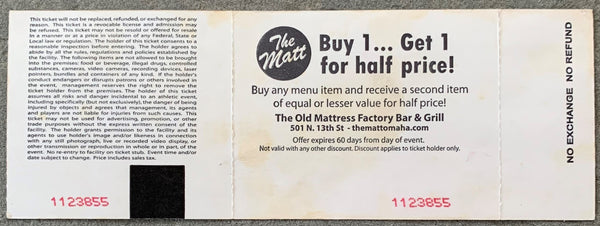 This ticket will not be replaced, refunded, or exchanged for any
reason. This ticket is a revocable license and admission may be
refused. This ticket may not be resold or offered for resale
in a manner or at a price in violation of any Federal, State or
Local law or regulation. The holder of this ticket consents to a
reasonable inspection before entering. The holder agrees to
abide by all the rules, regulations and policies established by
the facility. The following items are not allowed to be brought
into the premises: food or beverage, illegal drugs, controlled
substances, cameras, video cameras, recording devices, laser
pointers, bundles and containers of any kind. If the holder's
conduct endangers or disrupts patrons or others involved in
the event, management reserves the right to remove the
ticket holder from the premises. The holder of this ticket
assumes all risks and danger incidental to an athletic event,
including specifically (but not exclusively), the danger of being
injured by objects and agrees that management, its agents
and players are not liable for injuries from such causes. This
ticket may not be used for advertising, promotion, or other
trade purposes without the express written consent of the
facility. The holder grants permission to the facility and its
agents to use holder's image and/or likeness in connection
with any still photograph, live or recorded video display, or
other transmission or reproduction in whole or in part of the
event. No re-entry to facility on ticket stub. Event time and/or
date subject to change. Price includes sales tax.
1123855
The Matt
Buy 1... Get 1
for half price!
Buy any menu item and receive a second item
of equal or lesser value for half price!
The Old Mattress Factory Bar & Grill
501 N. 13th St - themattomaha.com
Offer expires 60 days from day of event.
Not valid with any other discount. Discount applies to ticket holder only.
1123855
NO EXCHANGE NO REFUND